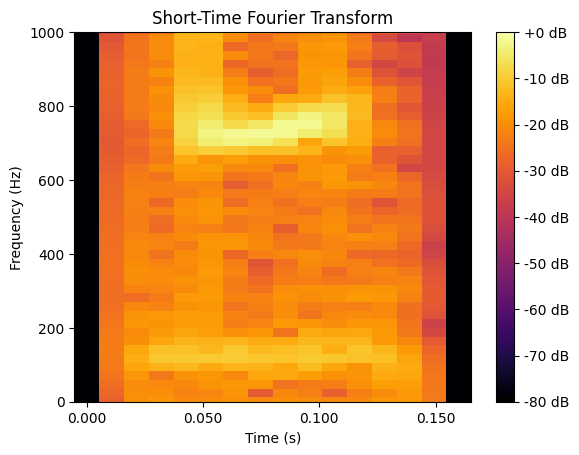 Short-Time Fourier Transform
1000
800
600
400
200
0
Frequency (Hz)
0.000
0.050
0.100
0.150
Time (s)
+0 dB
-10 dB
-20 dB
-30 dB
-40 dB
-50 dB
-60 dB
-70 dB
-80 dB